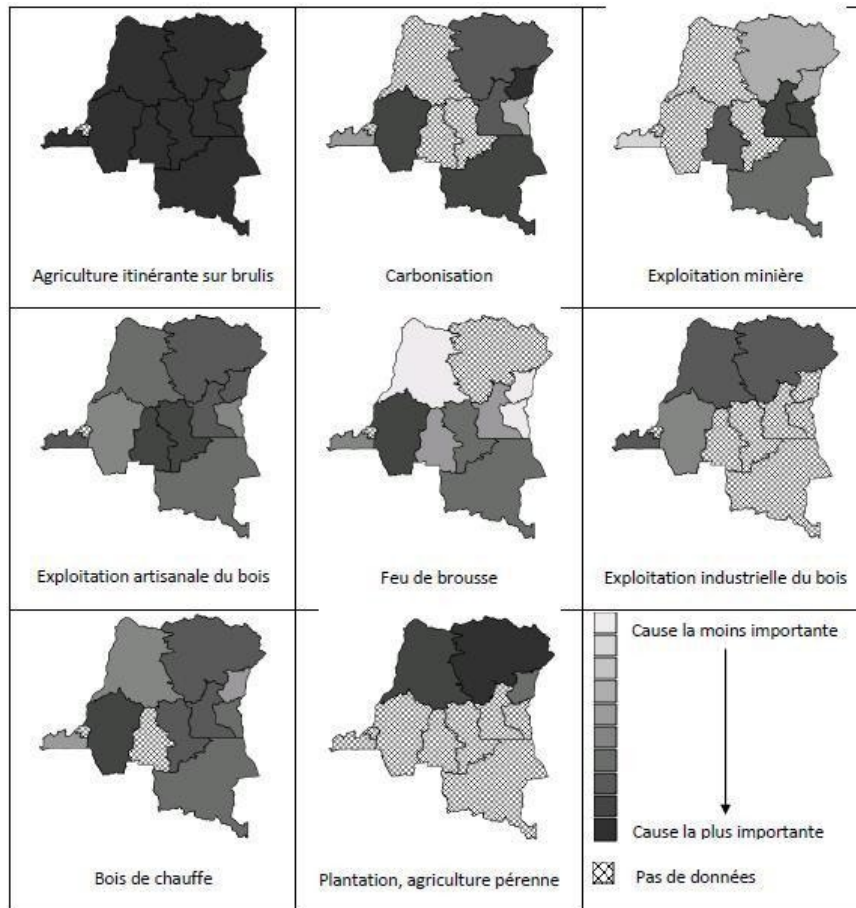 Agriculture itinérante sur brulis
Carbonisation
Exploitation minière
Exploitation artisanale du bois
Feu de brousse
Exploitation industrielle du bois
Bois de chauffe
Plantation, agriculture pérenne
Cause la moins importante
Cause la plus importante
Pas de données